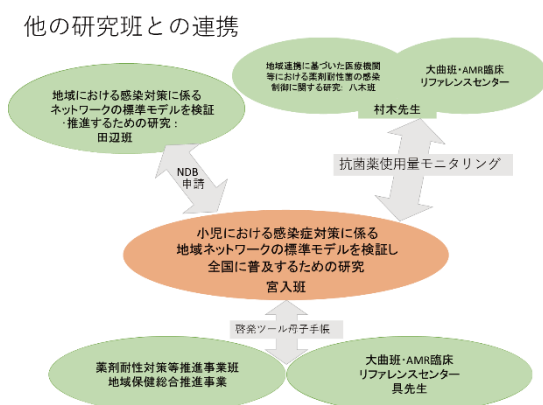 他の研究班との連携
地域における感染対策に係る
ネットワークの標準モデルを検証
・推進するための研究：
田辺班
地域連携に基づいた医療機関
等における薬剤耐性菌の感染
制御に関する研究: 八木班
大曲班・AMR臨床
リファレンスセンター
村木先生
NDB
申請
抗菌薬使用量モニタリング
小児における感染症対策に係る
地域ネットワークの標準モデルを検証し
全国に普及するための研究
宮入班
啓発ツール母子手帳
薬剤耐性対策等推進事業班
地域保健総合推進事業
大曲班・AMR臨床
リファレンスセンター
具先生